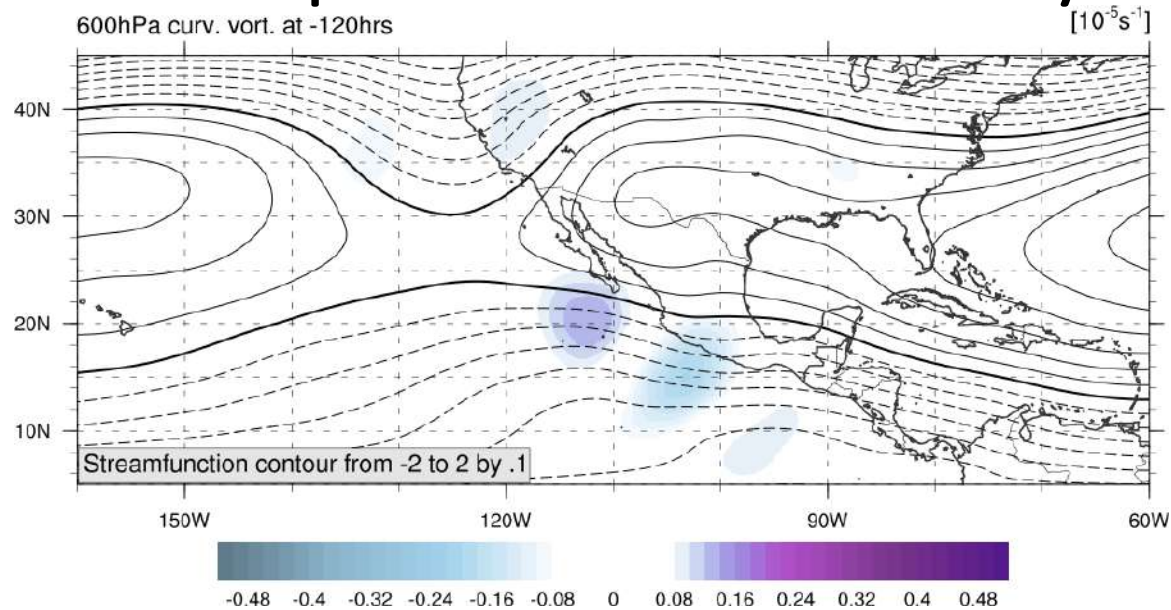 600hPa curv. vort. at -120hrs
[10-5s-1]
40N
30N
20N
10N
Streamfunction contour from -2 to 2 by .1
150W 120W 90W 60W
-0.48 -0.4 -0.32 -0.24 -0.16 -0.08 0 0.08 0.16 0.24 0.32 0.4 0.48